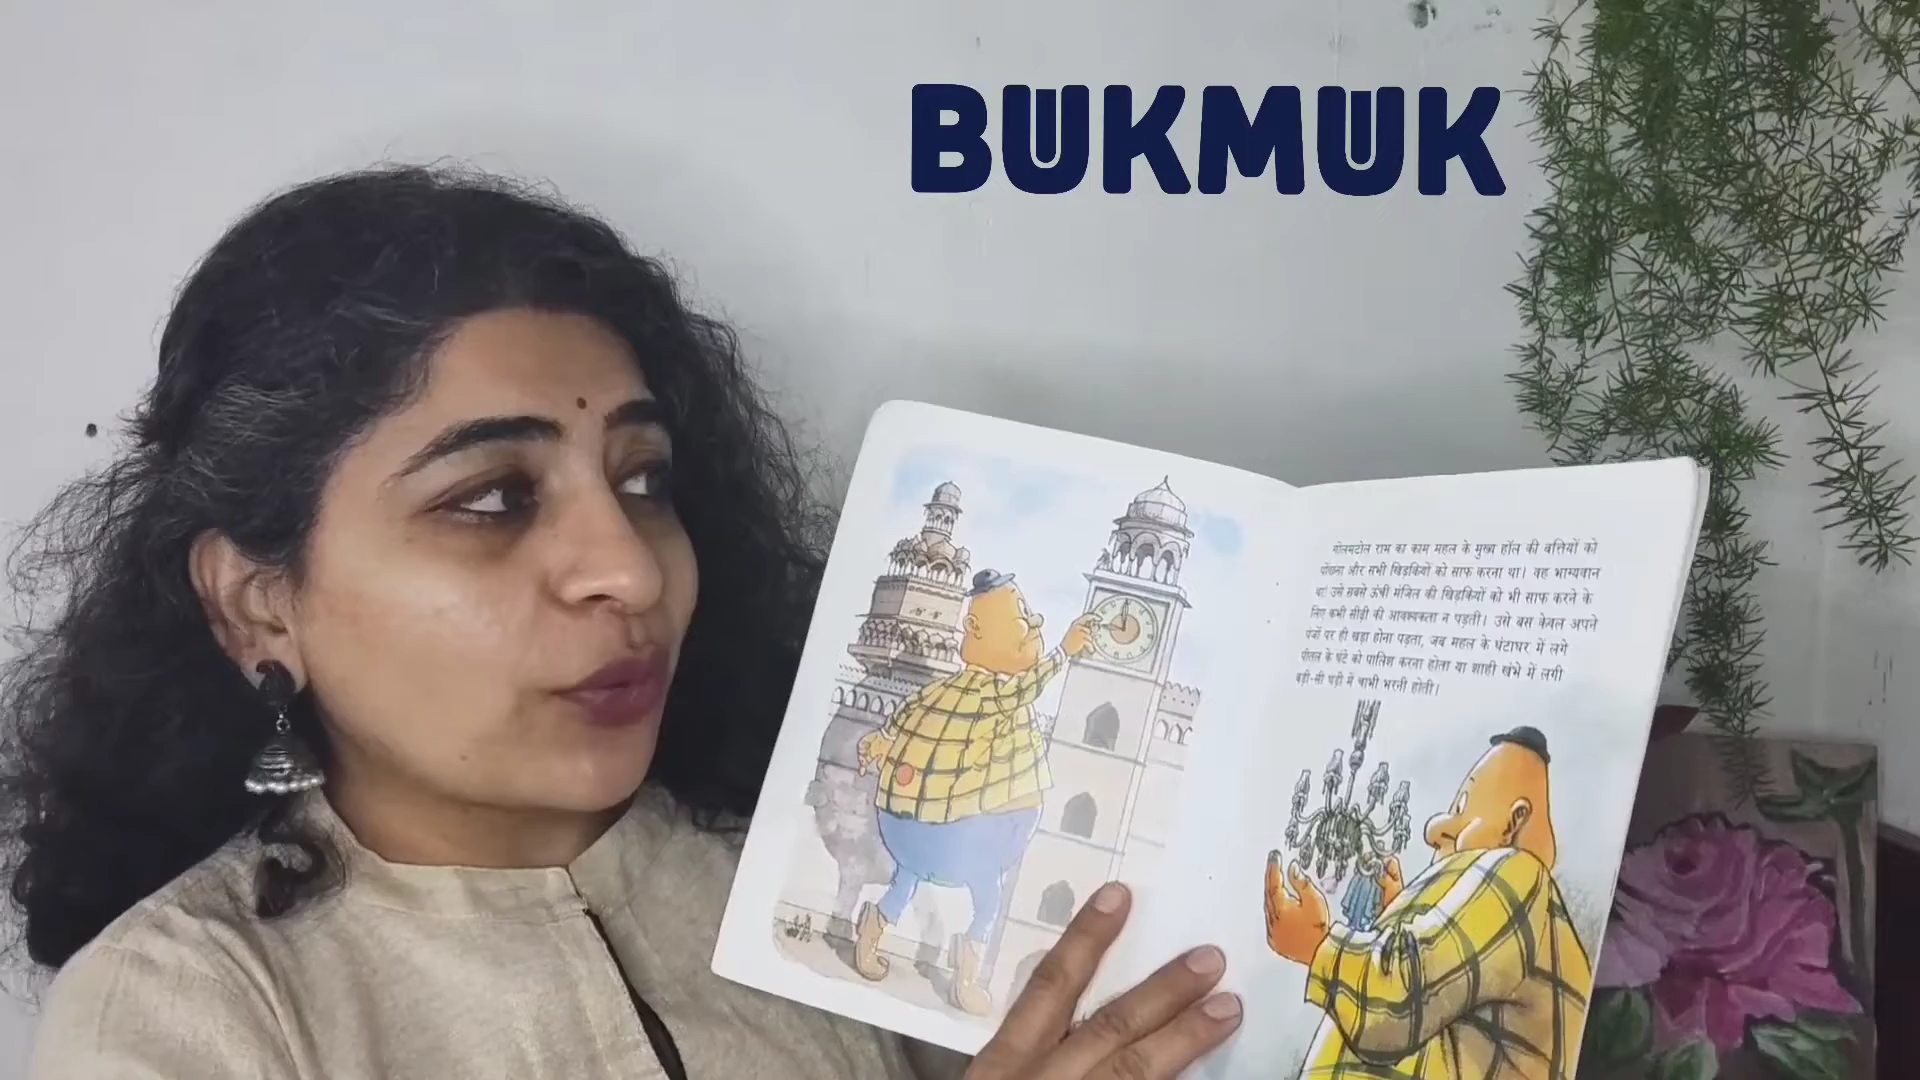 BUKMUK
गोलमटोल राम का काम महल के मुख्य हॉल की बत्तियों को
पोंछना और सभी खिड़कियों को साफ करना था। वह भाग्यवान
था! उसे सबसे ऊंची मंजिल की खिड़कियों को भी साफ करने के
लिए कभी सीढ़ी की आवश्यकता न पड़ती। उसे बस केवल अपने
पंजों पर ही खड़ा होना पड़ता, जब महल के घंटाघर में लगे
पीतल के घंटे को पालिश करना होता या शाही खंभे में लगी
बड़ी-सी घड़ी में चाभी भरनी होती।